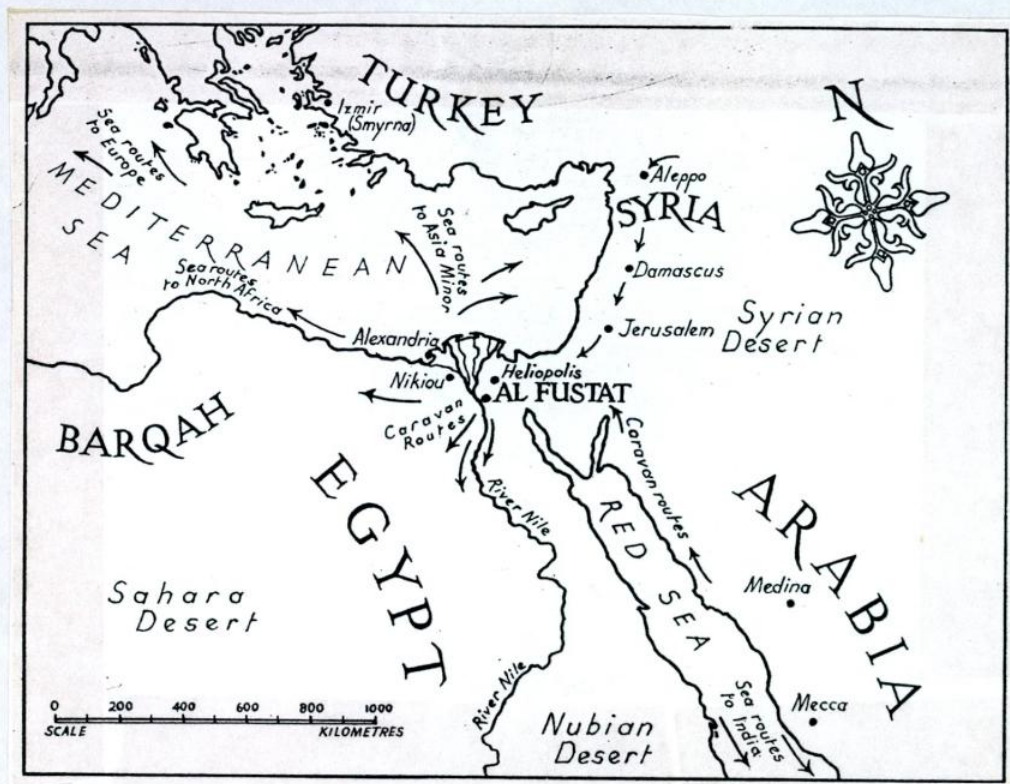 TURKEY
N
Izmir
(Smyrna)
Sea routes
to Europe
Aleppo
MEDITERRANEAN
SEA
SYRIA
Sea routes
to Asia Minor
Damascus
Sea routes
to North Africa
Syrian
Desert
Jerusalem
Alexandria
Heliopolis
Nikiou
AL FUSTAT
Caravan
Routes
BARQAH
Caravan routes
EGYPT
River Nile
RED SEA
ARABIA
Medina
Sahara
Desert
River Nile
Sea routes
to India
Mecca
0 200 400 600 800 1000
SCALE KILOMETRES
Nubian
Desert